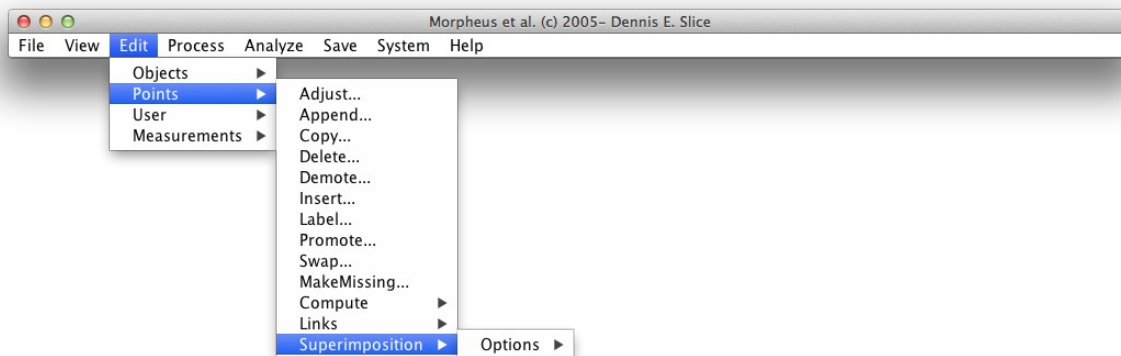 Morpheus et al. (c) 2005– Dennis E. Slice
File View Edit Process Analyze Save System Help
Objects
Points
User
Measurements
Adjust...
Append...
Copy...
Delete...
Demote...
Insert...
Label...
Promote...
Swap...
MakeMissing...
Compute
Links
Superimposition
Options